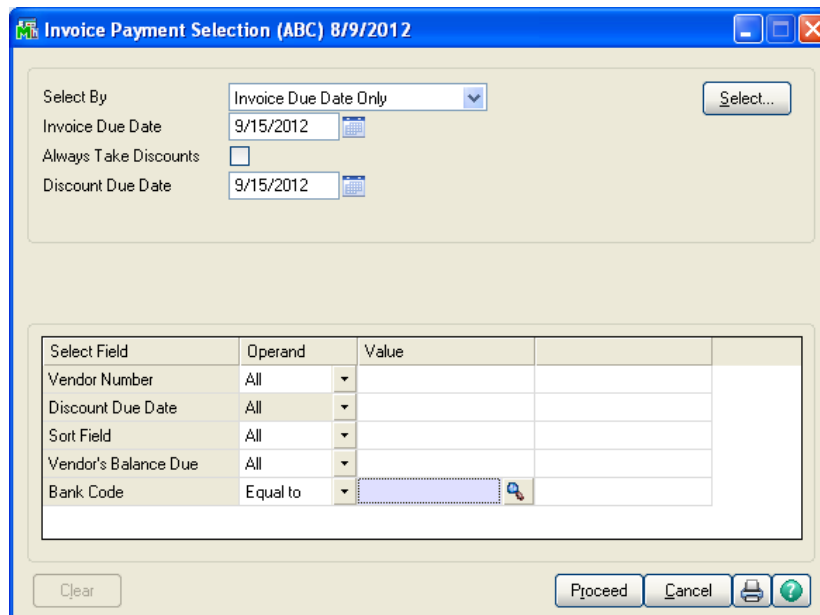 Invoice Payment Selection (ABC) 8/9/2012
Select By Invoice Due Date Only Select...
Invoice Due Date 9/15/2012
Always Take Discounts
Discount Due Date 9/15/2012
Select Field Operand Value
Vendor Number All
Discount Due Date All
Sort Field All
Vendor's Balance Due All
Bank Code Equal to
Clear Proceed Cancel